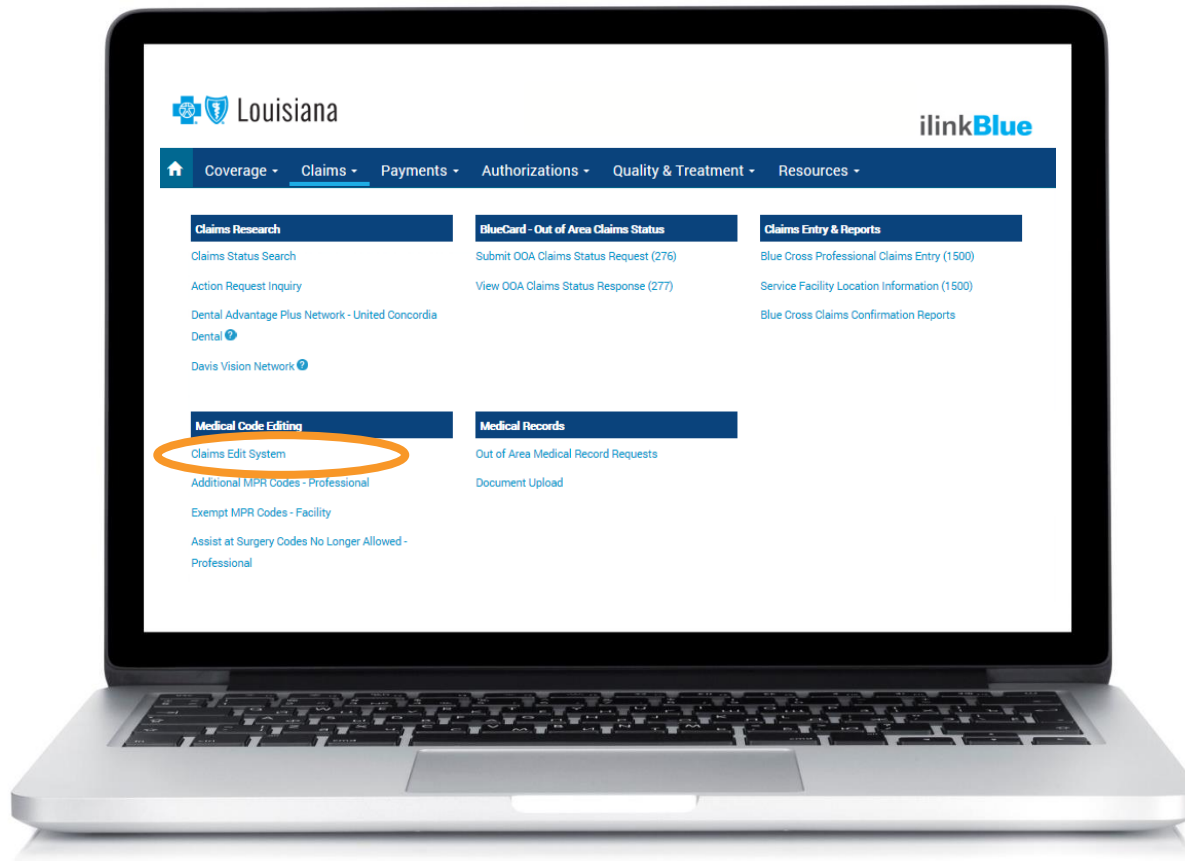 Louisiana
ilinkBlue
Coverage Claims Payments Authorizations Quality & Treatment Resources
Claims Research
Claims Status Search
Action Request Inquiry
Dental Advantage Plus Network - United Concordia
Dental ?
Davis Vision Network ?
BlueCard - Out of Area Claims Status
Submit OOA Claims Status Request (276)
View OOA Claims Status Response (277)
Claims Entry & Reports
Blue Cross Professional Claims Entry (1500)
Service Facility Location Information (1500)
Blue Cross Claims Confirmation Reports
Medical Code Editing
Claims Edit System
Additional MPR Codes - Professional
Exempt MPR Codes - Facility
Assist at Surgery Codes No Longer Allowed -
Professional
Medical Records
Out of Area Medical Record Requests
Document Upload